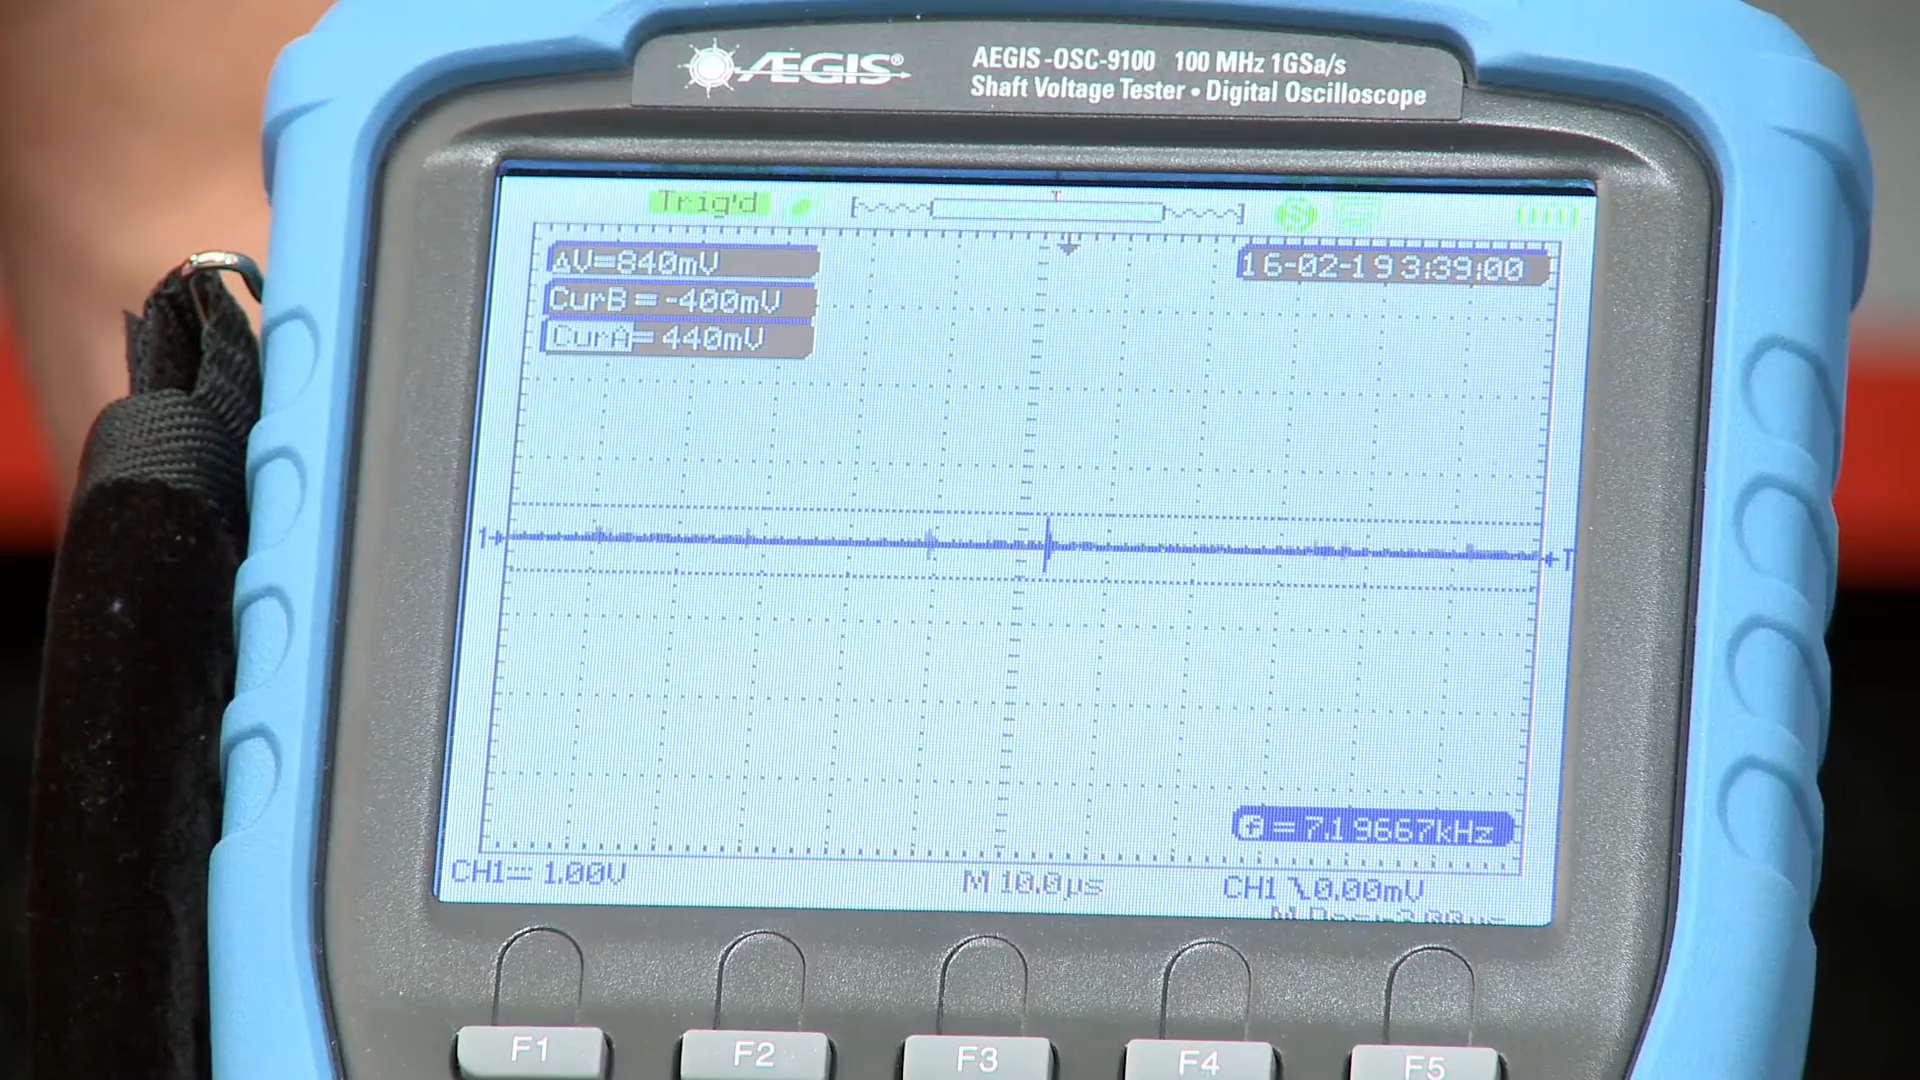 ÆGIS®
AEGIS-OSC-9100 100 MHz 1GSa/s
Shaft Voltage Tester • Digital Oscilloscope
Trig'd
T
S
ΔV=840mV
CurB = -400mV
CurA= 440mV
16-02-19 3:39:00
1
T
f = 7.19667kHz
CH1 1.00V
M 10.0µs
CH1 0.00mV
F1
F2
F3
F4
F5